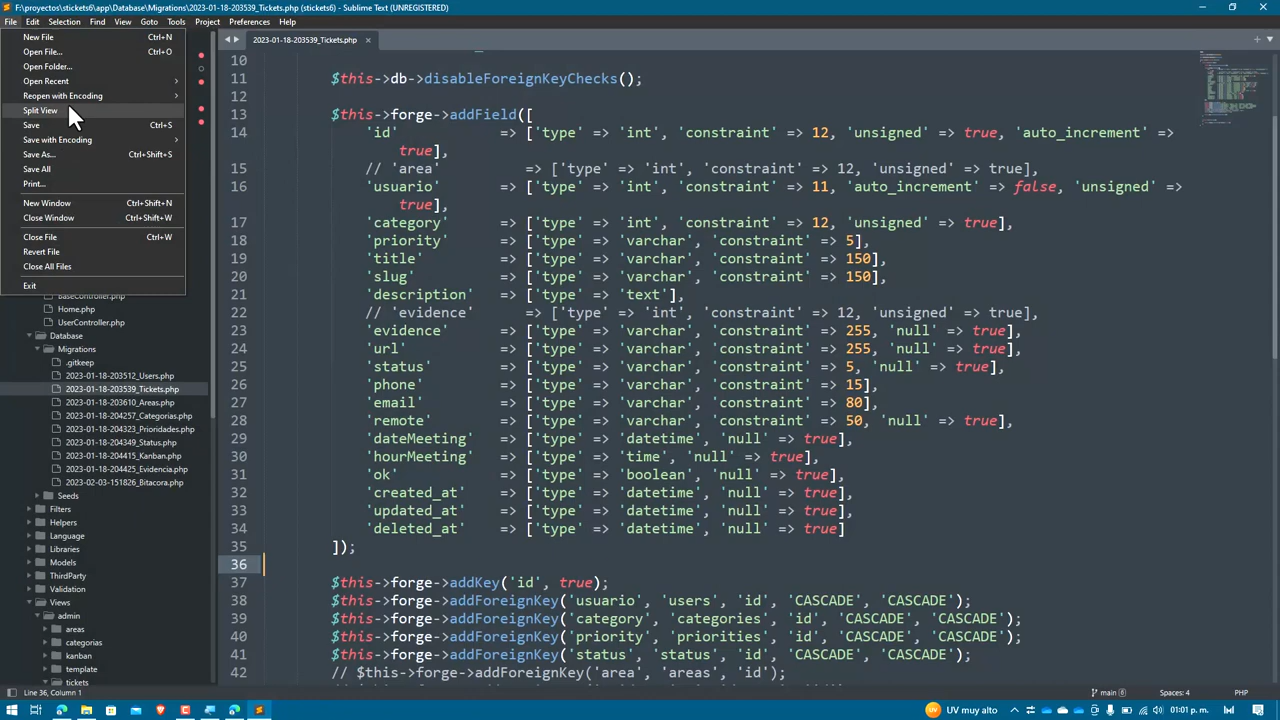 F:\proyectos\stickets6\app\Database\Migrations\2023-01-18-203539_Tickets.php (stickets6) - Sublime Text (UNREGISTERED)
File Edit Selection Find View Goto Tools Project Preferences Help
New File Ctrl+N
Open File... Ctrl+O
Open Folder...
Open Recent
Reopen with Encoding
Split View
Save Ctrl+S
Save with Encoding
Save As... Ctrl+Shift+S
Save All
Print...
New Window Ctrl+Shift+N
Close Window Ctrl+Shift+W
Close File Ctrl+W
Revert File
Close All Files
Exit
BaseController.php
Home.php
UserController.php
Database
Migrations
.gitkeep
2023-01-18-203512_Users.php
2023-01-18-203539_Tickets.php
2023-01-18-203610_Areas.php
2023-01-18-204257_Categorias.php
2023-01-18-204323_Prioridades.php
2023-01-18-204349_Status.php
2023-01-18-204415_Kanban.php
2023-01-18-204425_Evidencia.php
2023-02-03-151826_Bitacora.php
Seeds
Filters
Helpers
Language
Libraries
Models
ThirdParty
Validation
Views
admin
areas
categorias
kanban
template
tickets
2023-01-18-203539_Tickets.php
10
11 $this->db->disableForeignKeyChecks();
12
13 $this->forge->addField([
14 'id' => ['type' => 'int', 'constraint' => 12, 'unsigned' => true, 'auto_increment' =>
true],
15 // 'area' => ['type' => 'int', 'constraint' => 12, 'unsigned' => true],
16 'usuario' => ['type' => 'int', 'constraint' => 11, 'auto_increment' => false, 'unsigned' =>
true],
17 'category' => ['type' => 'int', 'constraint' => 12, 'unsigned' => true],
18 'priority' => ['type' => 'varchar', 'constraint' => 5],
19 'title' => ['type' => 'varchar', 'constraint' => 150],
20 'slug' => ['type' => 'varchar', 'constraint' => 150],
21 'description' => ['type' => 'text'],
22 // 'evidence' => ['type' => 'int', 'constraint' => 12, 'unsigned' => true],
23 'evidence' => ['type' => 'varchar', 'constraint' => 255, 'null' => true],
24 'url' => ['type' => 'varchar', 'constraint' => 255, 'null' => true],
25 'status' => ['type' => 'varchar', 'constraint' => 5, 'null' => true],
26 'phone' => ['type' => 'varchar', 'constraint' => 15],
27 'email' => ['type' => 'varchar', 'constraint' => 80],
28 'remote' => ['type' => 'varchar', 'constraint' => 50, 'null' => true],
29 'dateMeeting' => ['type' => 'datetime', 'null' => true],
30 'hourMeeting' => ['type' => 'time', 'null' => true],
31 'ok' => ['type' => 'boolean', 'null' => true],
32 'created_at' => ['type' => 'datetime', 'null' => true],
33 'updated_at' => ['type' => 'datetime', 'null' => true],
34 'deleted_at' => ['type' => 'datetime', 'null' => true]
35 ]);
36
37 $this->forge->addKey('id', true);
38 $this->forge->addForeignKey('usuario', 'users', 'id', 'CASCADE', 'CASCADE');
39 $this->forge->addForeignKey('category', 'categories', 'id', 'CASCADE', 'CASCADE');
40 $this->forge->addForeignKey('priority', 'priorities', 'id', 'CASCADE', 'CASCADE');
41 $this->forge->addForeignKey('status', 'status', 'id', 'CASCADE', 'CASCADE');
42 // $this->forge->addForeignKey('area', 'areas', 'id');
Line 36, Column 1
main 6
Spaces: 4
PHP
UV muy alto
01:01 p. m.